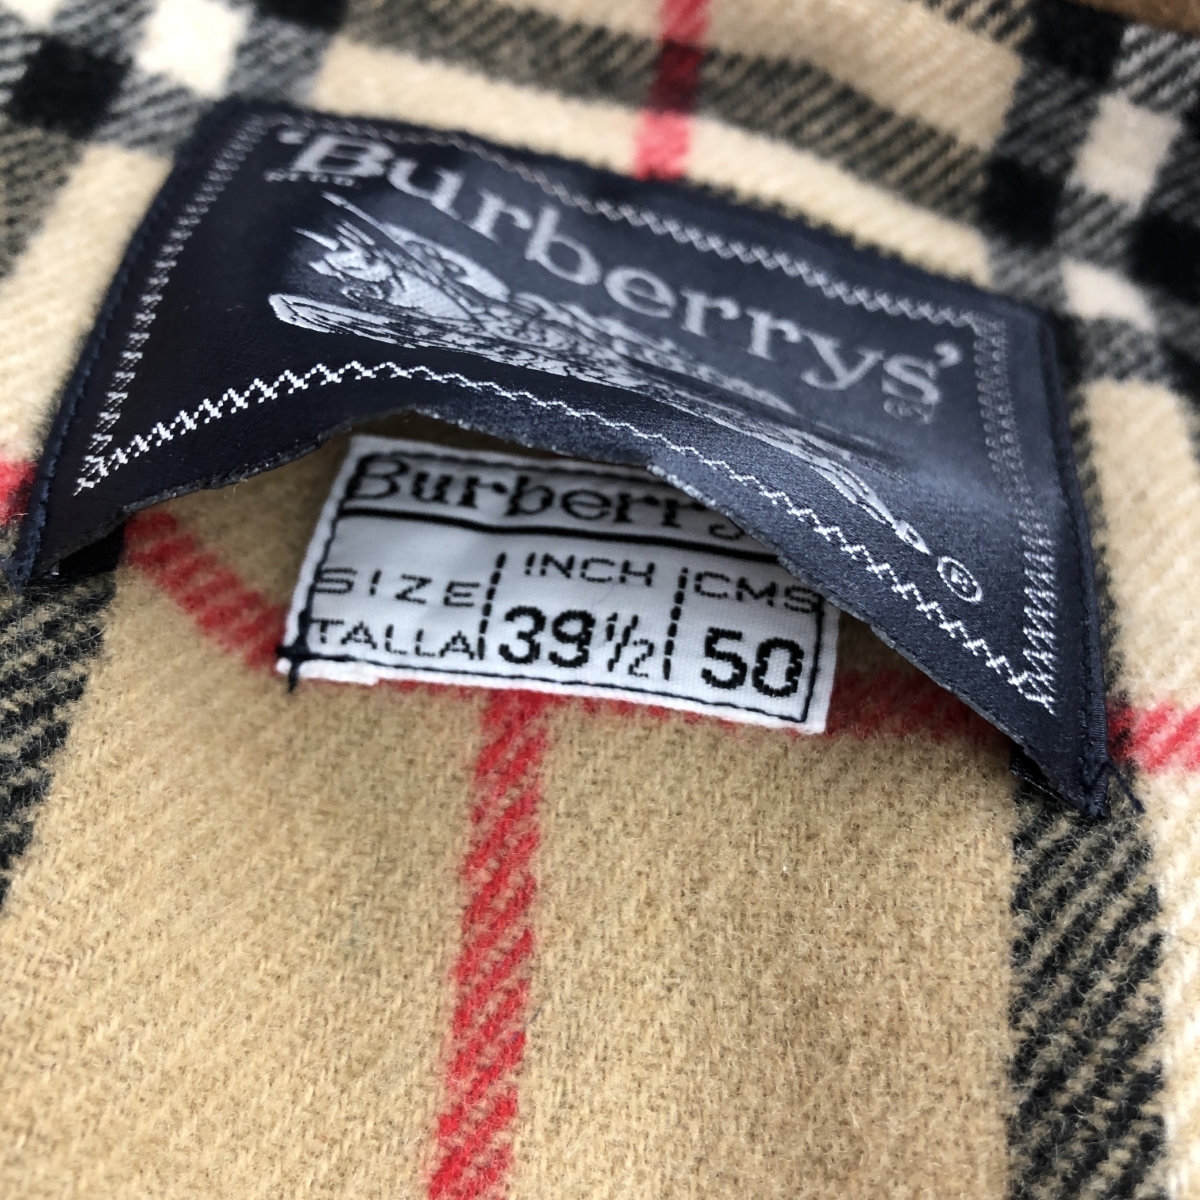 'Burberrys'
®
Burberrys
SIZE INCH CMS
TALLA 39½ 50